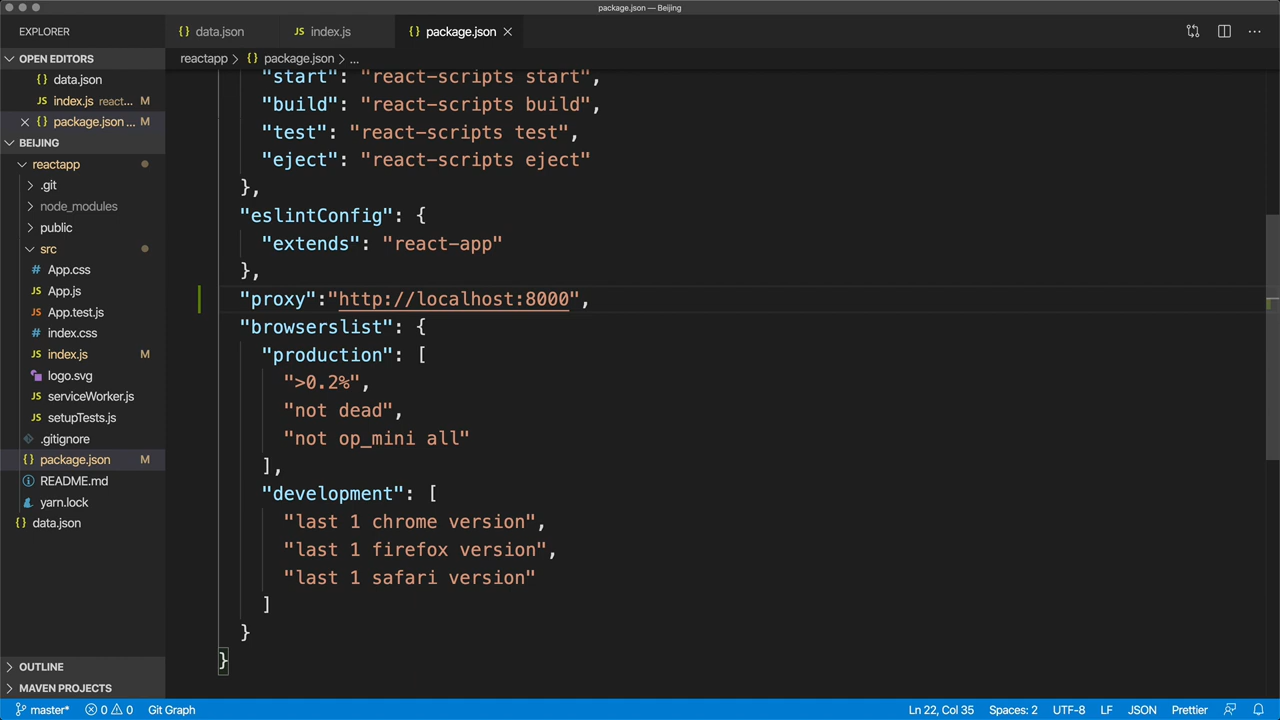 package.json — Beijing
EXPLORER
data.json
index.js
package.json
OPEN EDITORS
data.json
index.js react... M
package.json ... M
BEIJING
reactapp
.git
node_modules
public
src
App.css
App.js
App.test.js
index.css
index.js M
logo.svg
serviceWorker.js
setupTests.js
.gitignore
package.json M
README.md
yarn.lock
data.json
OUTLINE
MAVEN PROJECTS
reactapp > {} package.json > ...
"start": "react-scripts start",
"build": "react-scripts build",
"test": "react-scripts test",
"eject": "react-scripts eject"
},
"eslintConfig": {
"extends": "react-app"
},
"proxy":"http://localhost:8000",
"browserslist": {
"production": [
">0.2%",
"not dead",
"not op_mini all"
],
"development": [
"last 1 chrome version",
"last 1 firefox version",
"last 1 safari version"
]
}
}
master* 0 0 Git Graph Ln 22, Col 35 Spaces: 2 UTF-8 LF JSON Prettier